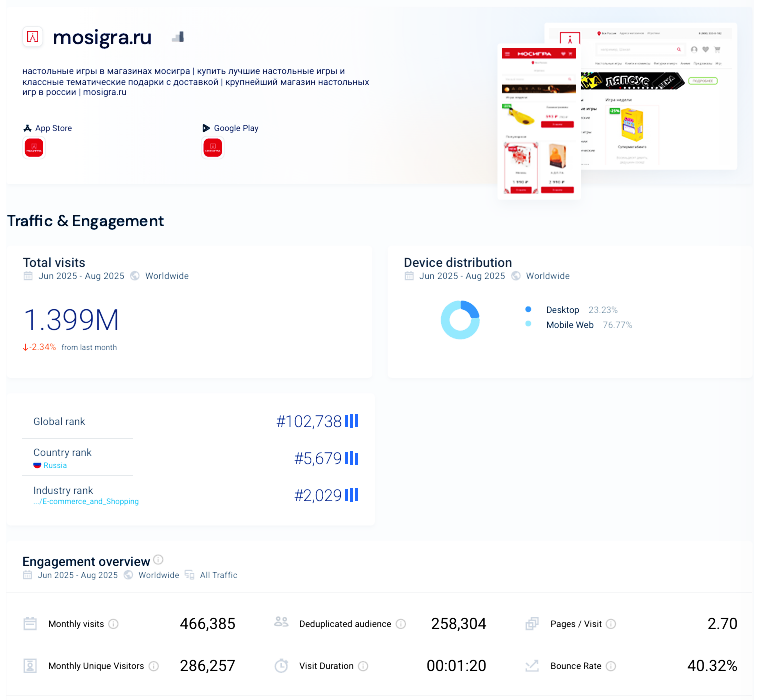 mosigra.ru
настольные игры в магазинах мосигра | купить лучшие настольные игры и
классные тематические подарки с доставкой | крупнейший магазин настольных
игр в россии | mosigra.ru
App Store
Google Play
МОСИГРА
Traffic & Engagement
Total visits
Jun 2025 - Aug 2025 Worldwide
1.399M
-2.34% from last month
Device distribution
Jun 2025 - Aug 2025 Worldwide
Desktop 23.23%
Mobile Web 76.77%
Global rank #102,738
Country rank #5,679
Russia
Industry rank #2,029
.../E-commerce_and_Shopping
Engagement overview
Jun 2025 - Aug 2025 Worldwide All Traffic
Monthly visits 466,385
Deduplicated audience 258,304
Pages / Visit 2.70
Monthly Unique Visitors 286,257
Visit Duration 00:01:20
Bounce Rate 40.32%